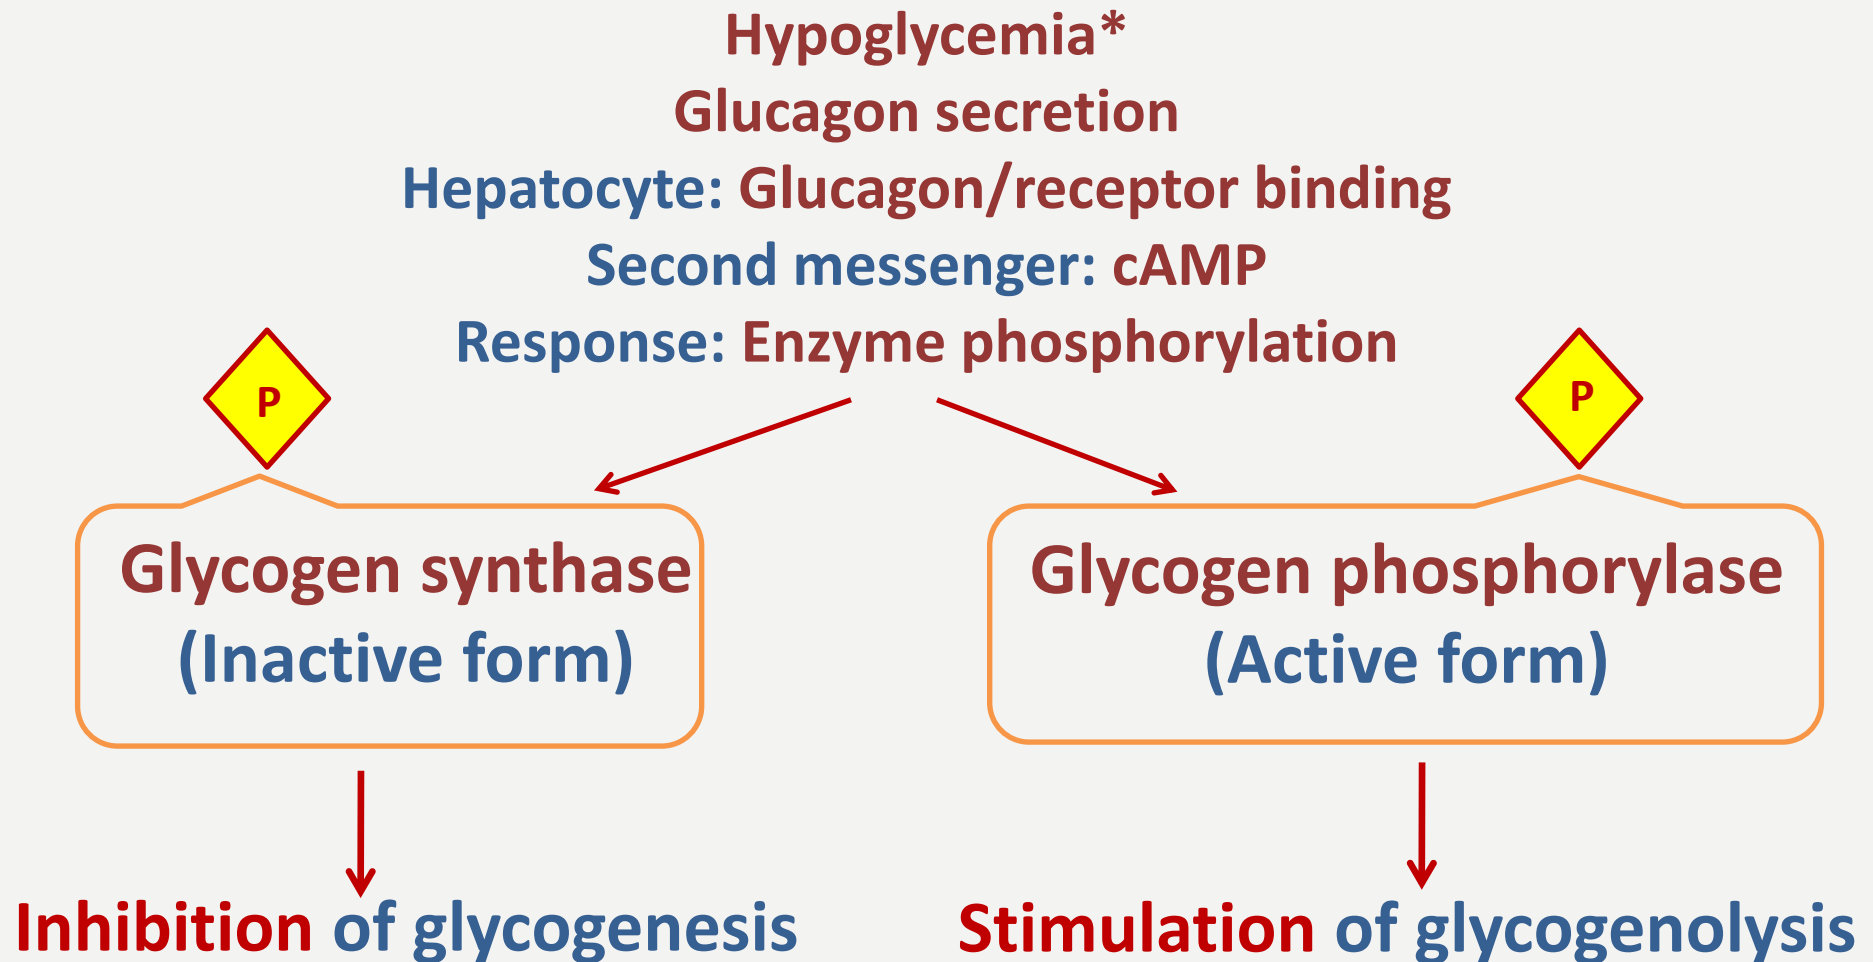 Hypoglycemia*
Glucagon secretion
Hepatocyte: Glucagon/receptor binding
Second messenger: cAMP
Response: Enzyme phosphorylation
P
P
Glycogen synthase
(Inactive form)
Glycogen phosphorylase
(Active form)
Inhibition of glycogenesis
Stimulation of glycogenolysis